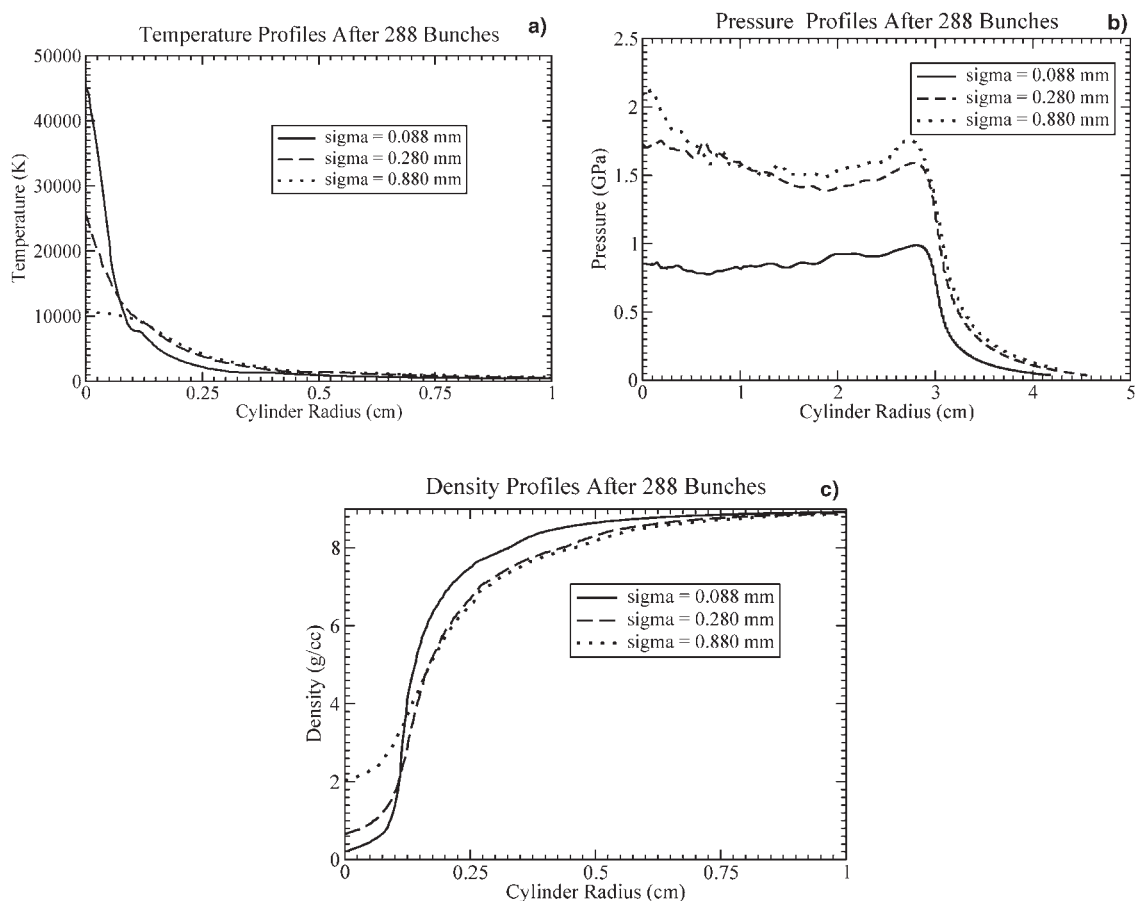 Temperature Profiles After 288 Bunches
a)
50000
40000
30000
20000
10000
0
Temperature (K)
sigma = 0.088 mm
sigma = 0.280 mm
sigma = 0.880 mm
0
0.25
0.5
0.75
1
Cylinder Radius (cm)
Pressure Profiles After 288 Bunches
b)
2.5
2
1.5
1
0.5
0
Pressure (GPa)
sigma = 0.088 mm
sigma = 0.280 mm
sigma = 0.880 mm
0
1
2
3
4
5
Cylinder Radius (cm)
Density Profiles After 288 Bunches
c)
8
6
4
2
0
Density (g/cc)
sigma = 0.088 mm
sigma = 0.280 mm
sigma = 0.880 mm
0
0.25
0.5
0.75
1
Cylinder Radius (cm)